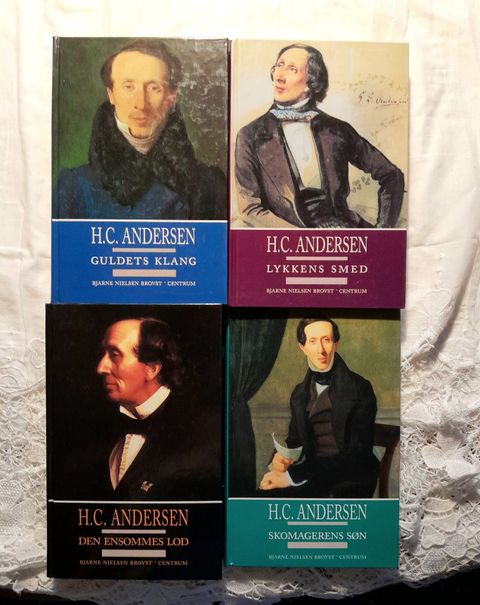 H.C. ANDERSEN
GULDETS KLANG
BJARNE NIELSEN BROVST · CENTRUM
H. C. Andersen
H.C. ANDERSEN
LYKKENS SMED
BJARNE NIELSEN BROVST · CENTRUM
H.C. ANDERSEN
DEN ENSOMMES LOD
BJARNE NIELSEN BROVST · CENTRUM
H.C. ANDERSEN
SKOMAGERENS SØN
BJARNE NIELSEN BROVST · CENTRUM